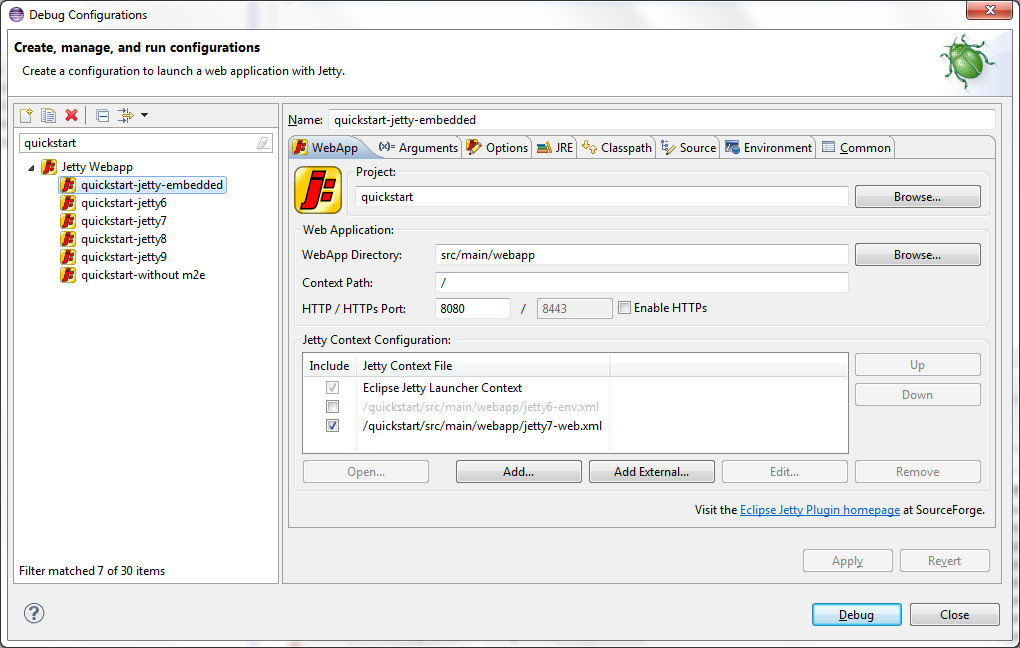 Debug Configurations
Create, manage, and run configurations
Create a configuration to launch a web application with Jetty.
quickstart
Jetty Webapp
quickstart-jetty-embedded
quickstart-jetty6
quickstart-jetty7
quickstart-jetty8
quickstart-jetty9
quickstart-without m2e
Filter matched 7 of 30 items
Name: quickstart-jetty-embedded
WebApp (x)= Arguments Options JRE Classpath Source Environment Common
Project:
quickstart Browse...
Web Application:
WebApp Directory: src/main/webapp Browse...
Context Path: /
HTTP / HTTPs Port: 8080 / 8443 Enable HTTPs
Jetty Context Configuration:
Include Jetty Context File Up
Eclipse Jetty Launcher Context Down
/quickstart/src/main/webapp/jetty6-env.xml
/quickstart/src/main/webapp/jetty7-web.xml
Open... Add... Add External... Edit... Remove
Visit the Eclipse Jetty Plugin homepage at SourceForge.
Apply Revert
? Debug Close